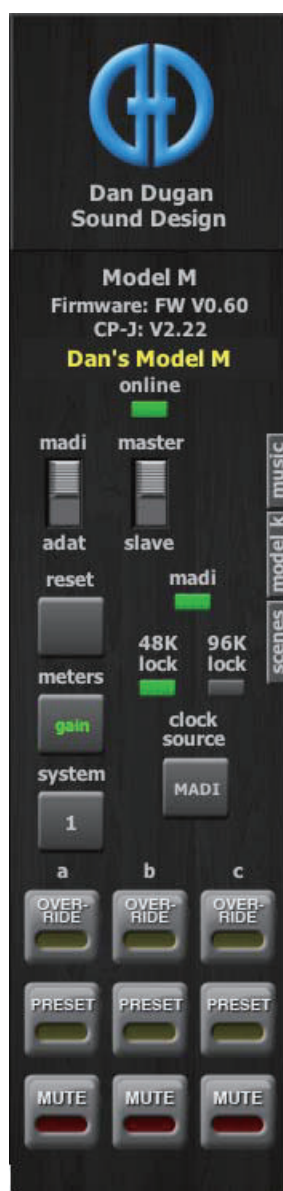 Dan Dugan
Sound Design
Model M
Firmware: FW V0.60
CP-J: V2.22
Dan's Model M
online
madi master
adat slave
music
model k
scenes
reset madi
48K 96K
lock lock
meters
gain
clock
source
system
MADI
1
a b c
OVER- OVER- OVER-
RIDE RIDE RIDE
PRESET PRESET PRESET
MUTE MUTE MUTE